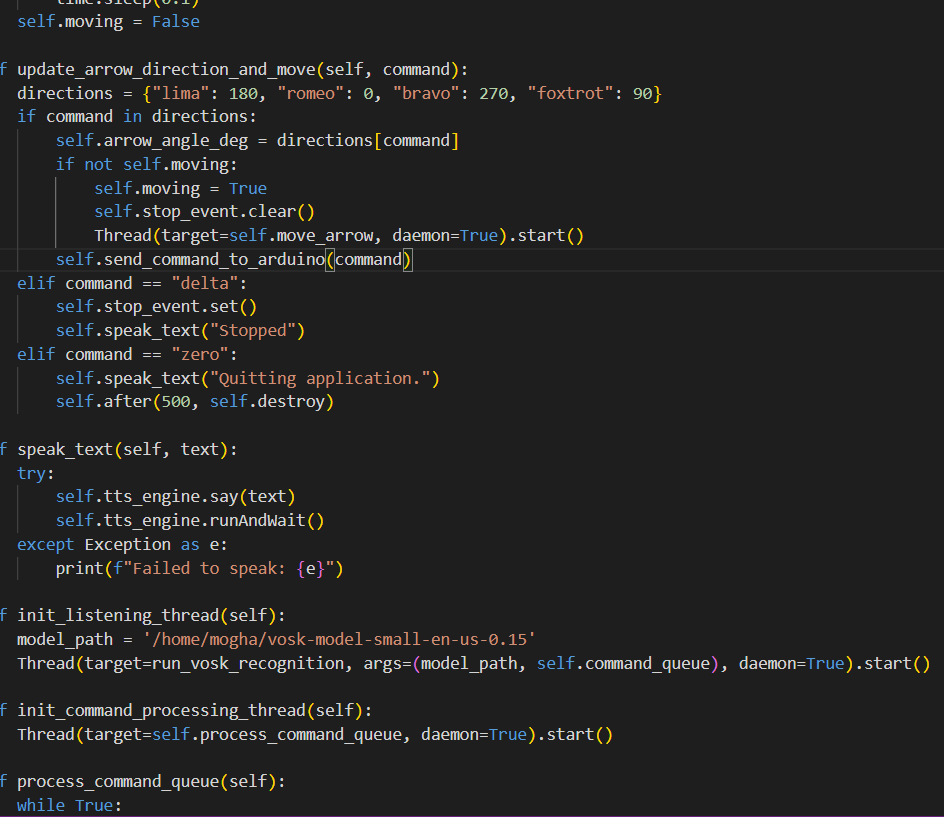 time.sleep(0.1)
self.moving = False
f update_arrow_direction_and_move(self, command):
directions = {"lima": 180, "romeo": 0, "bravo": 270, "foxtrot": 90}
if command in directions:
self.arrow_angle_deg = directions[command]
if not self.moving:
self.moving = True
self.stop_event.clear()
Thread(target=self.move_arrow, daemon=True).start()
self.send_command_to_arduino(command)
elif command == "delta":
self.stop_event.set()
self.speak_text("Stopped")
elif command == "zero":
self.speak_text("Quitting application.")
self.after(500, self.destroy)
f speak_text(self, text):
try:
self.tts_engine.say(text)
self.tts_engine.runAndWait()
except Exception as e:
print(f"Failed to speak: {e}")
f init_listening_thread(self):
model_path = '/home/mogha/vosk-model-small-en-us-0.15'
Thread(target=run_vosk_recognition, args=(model_path, self.command_queue), daemon=True).start()
f init_command_processing_thread(self):
Thread(target=self.process_command_queue, daemon=True).start()
f process_command_queue(self):
while True: